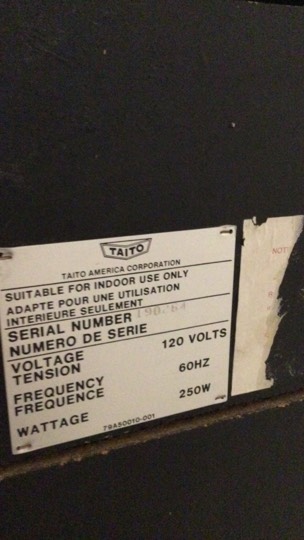 TAITO
TAITO AMERICA CORPORATION
SUITABLE FOR INDOOR USE ONLY
ADAPTE POUR UNE UTILISATION
INTERIEURE SEULEMENT
SERIAL NUMBER
NUMERO DE SERIE
VOLTAGE 120 VOLTS
TENSION
FREQUENCY 60HZ
FREQUENCE
WATTAGE 250W
79A50010-001